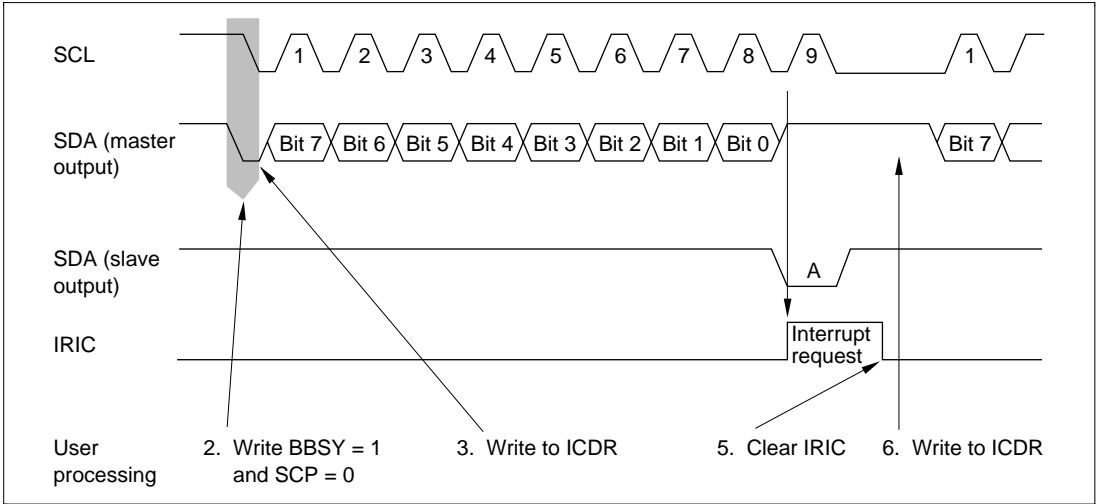 SCL
1 2 3 4 5 6 7 8 9 1
SDA (master
output)
Bit 7 Bit 6 Bit 5 Bit 4 Bit 3 Bit 2 Bit 1 Bit 0 Bit 7
SDA (slave
output)
A
IRIC
Interrupt
request
User
processing
2. Write BBSY = 1
and SCP = 0
3. Write to ICDR
5. Clear IRIC
6. Write to ICDR